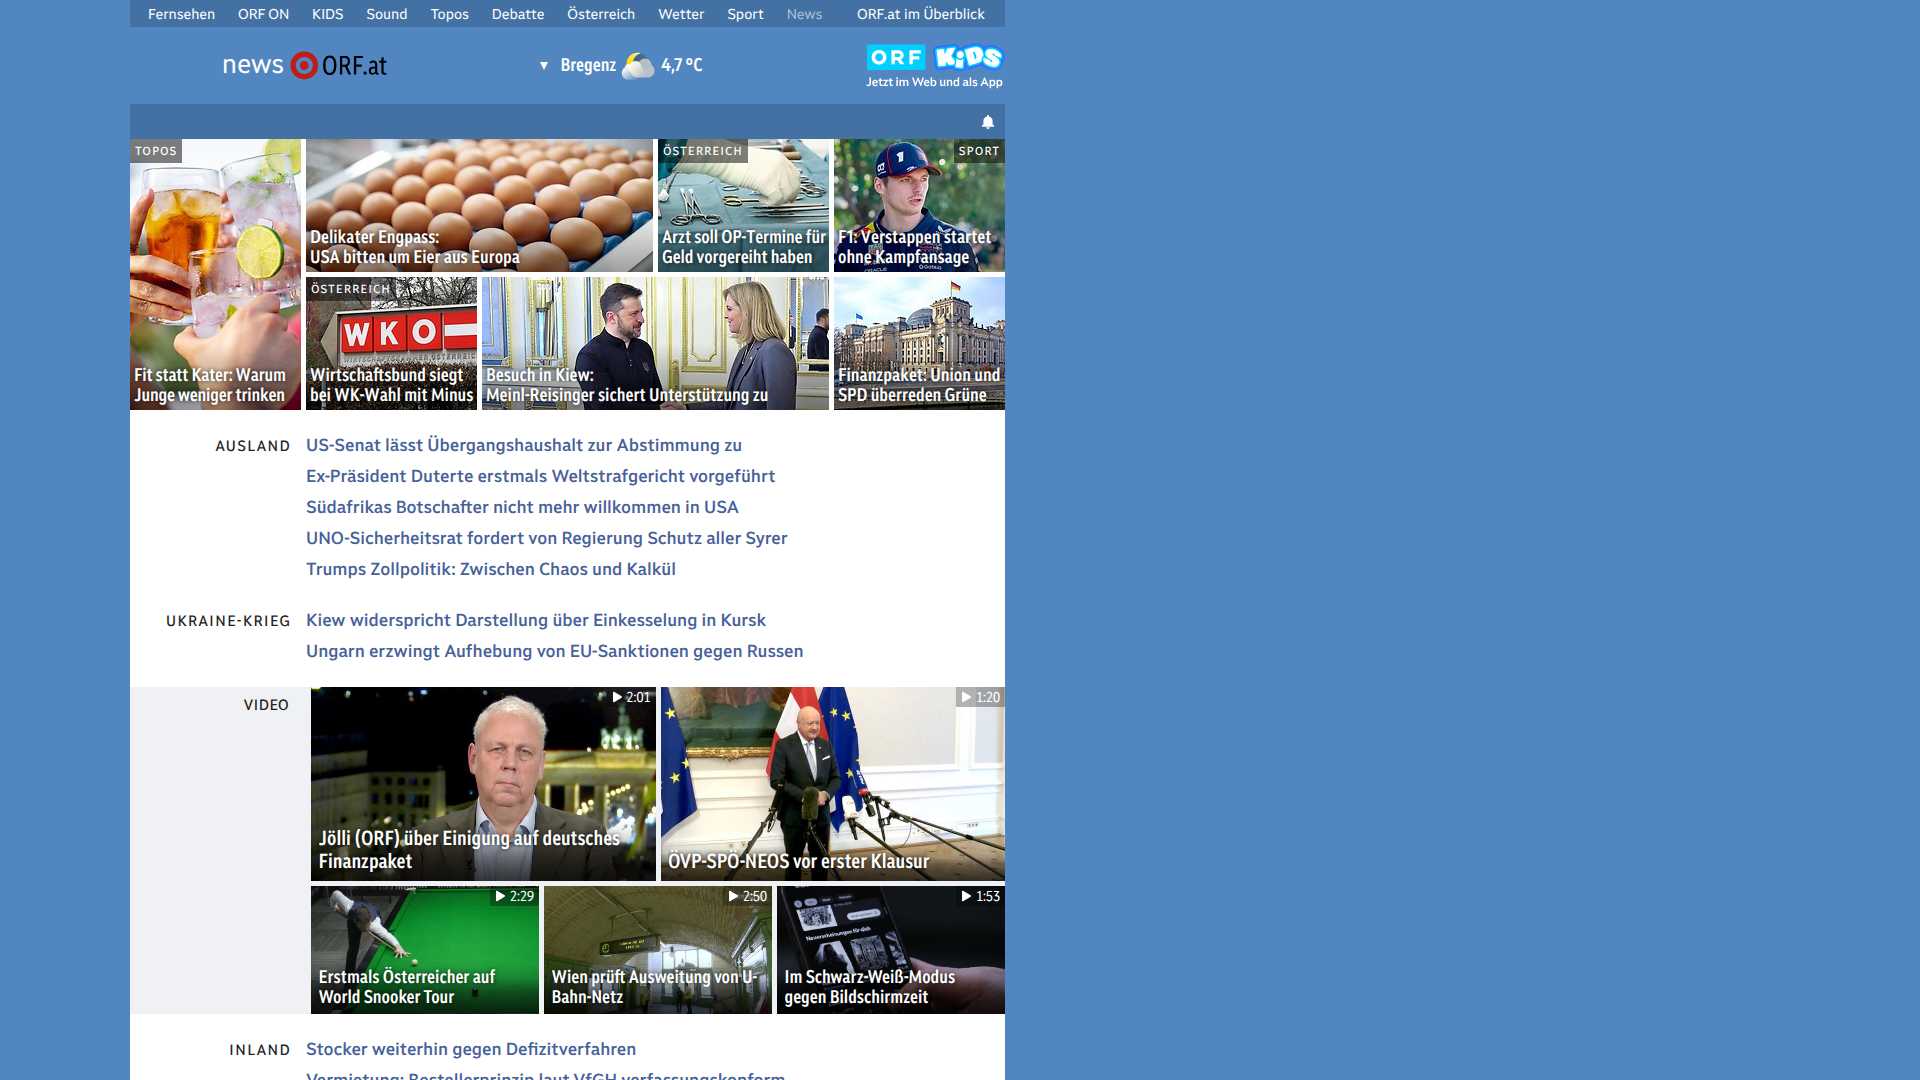 Fernsehen ORF ON KIDS Sound Topos Debatte Österreich Wetter Sport News ORF.at im Überblick
news ORF.at
Bregenz 4,7 °C
ORF KiDS
Jetzt im Web und als App
TOPOS
Fit statt Kater: Warum
Junge weniger trinken
Delikater Engpass:
USA bitten um Eier aus Europa
ÖSTERREICH
Arzt soll OP-Termine für
Geld vorgereiht haben
SPORT
F1: Verstappen startet
ohne Kampfansage
ÖSTERREICH
WKO
Wirtschaftsbund siegt
bei WK-Wahl mit Minus
Besuch in Kiew:
Meinl-Reisinger sichert Unterstützung zu
Finanzpaket: Union und
SPD überreden Grüne
AUSLAND
US-Senat lässt Übergangshaushalt zur Abstimmung zu
Ex-Präsident Duterte erstmals Weltstrafgericht vorgeführt
Südafrikas Botschafter nicht mehr willkommen in USA
UNO-Sicherheitsrat fordert von Regierung Schutz aller Syrer
Trumps Zollpolitik: Zwischen Chaos und Kalkül
UKRAINE-KRIEG
Kiew widerspricht Darstellung über Einkesselung in Kursk
Ungarn erzwingt Aufhebung von EU-Sanktionen gegen Russen
VIDEO
2:01
Jölli (ORF) über Einigung auf deutsches
Finanzpaket
1:20
ÖVP-SPÖ-NEOS vor erster Klausur
2:29
Erstmals Österreicher auf
World Snooker Tour
2:50
Wien prüft Ausweitung von U-
Bahn-Netz
1:53
Neuerscheinungen für dich
Im Schwarz-Weiß-Modus
gegen Bildschirmzeit
INLAND
Stocker weiterhin gegen Defizitverfahren
Vermietung: Bestellerprinzip laut VfGH verfassungskonform